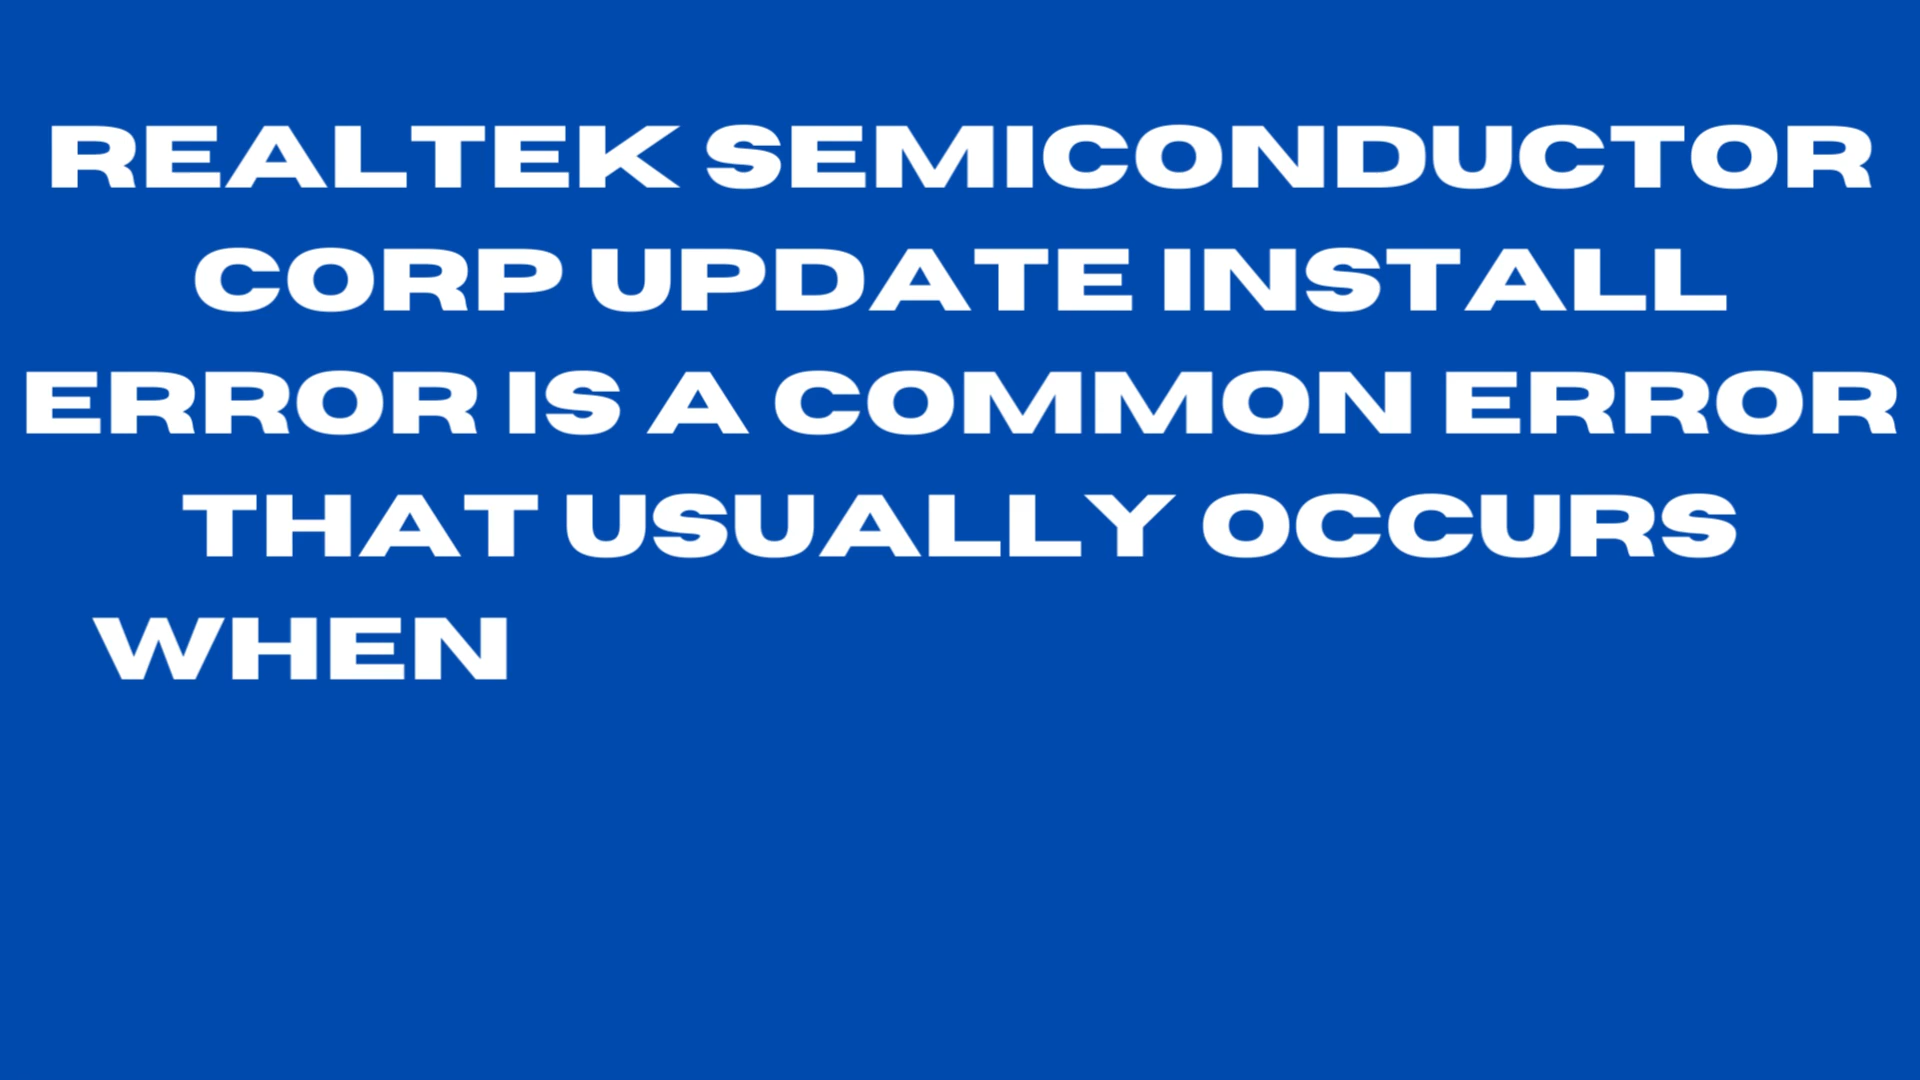 REALTEK SEMICONDUCTOR
CORP UPDATE INSTALL
ERROR IS A COMMON ERROR
THAT USUALLY OCCURS
WHEN